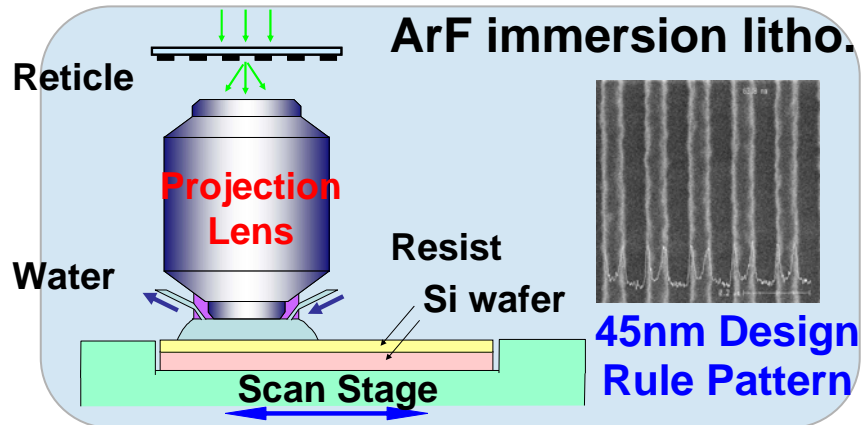 ArF immersion litho.
Reticle
Projection
Lens
Resist
Water
Si wafer
Scan Stage
45nm Design
Rule Pattern